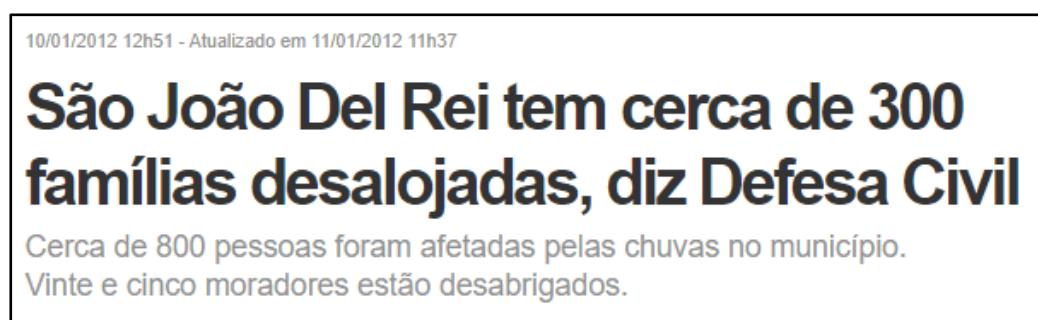 10/01/2012 12h51 - Atualizado em 11/01/2012 11h37
São João Del Rei tem cerca de 300
famílias desalojadas, diz Defesa Civil
Cerca de 800 pessoas foram afetadas pelas chuvas no município.
Vinte e cinco moradores estão desabrigados.